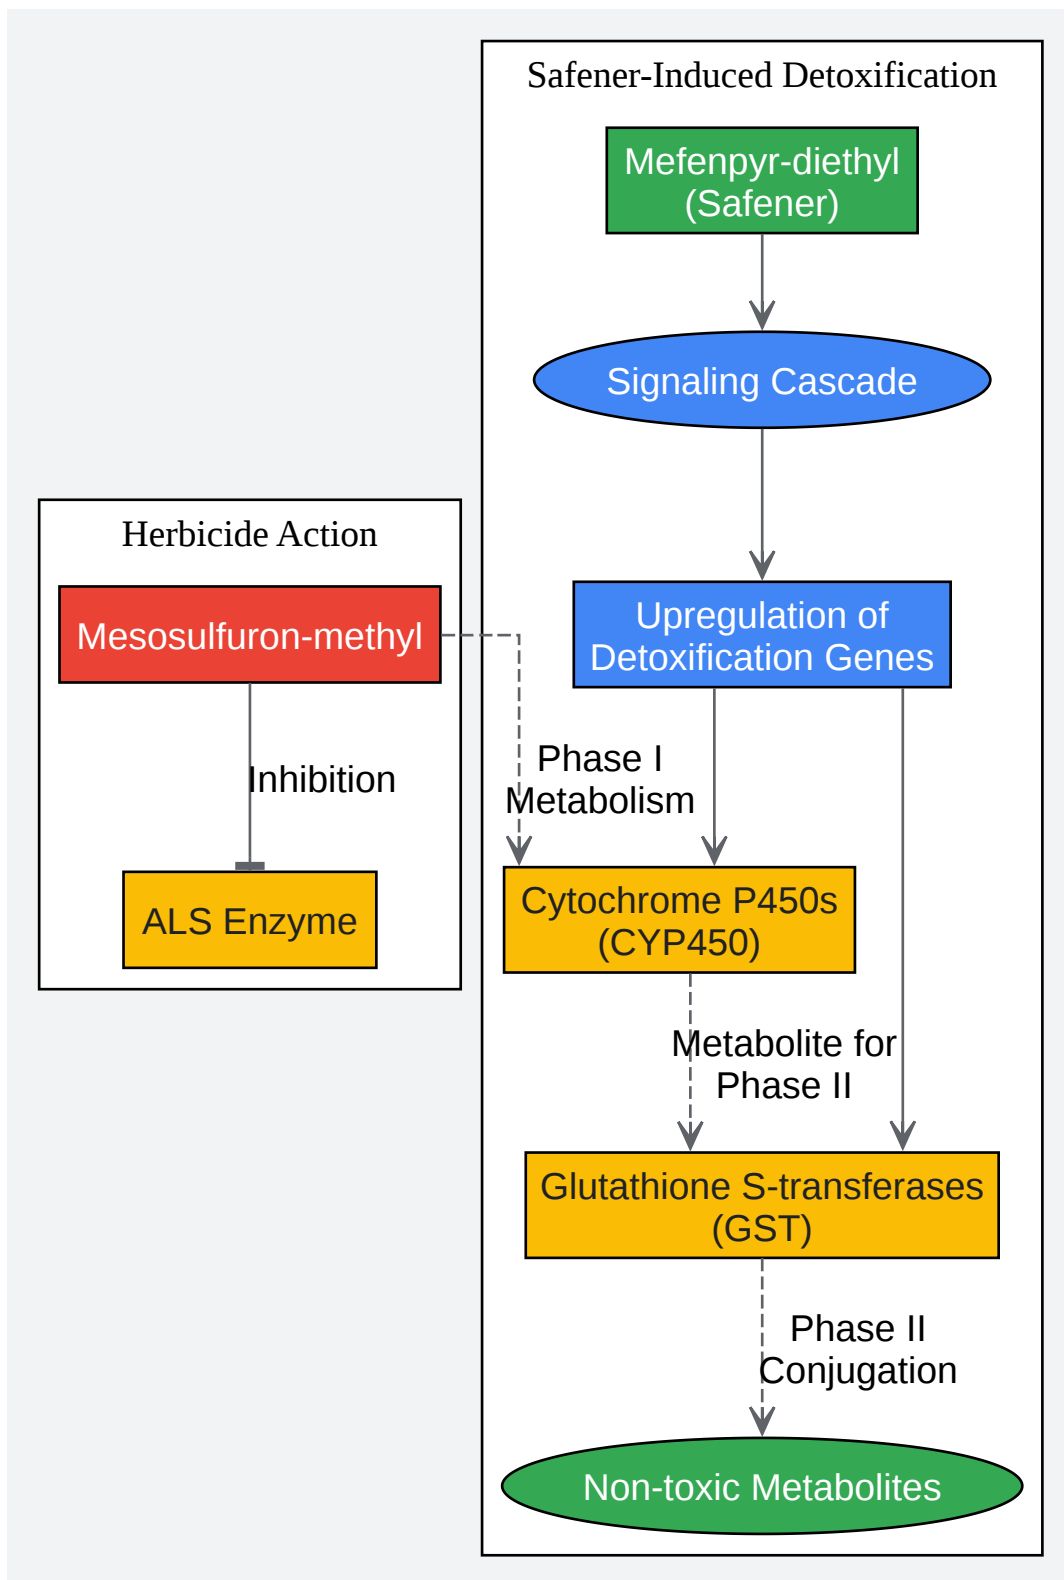 Safener-Induced Detoxification
Mefenpyr-diethyl
(Safener)
Signaling Cascade
Herbicide Action
Mesosulfuron-methyl
Upregulation of
Detoxification Genes
Inhibition
Phase I
Metabolism
ALS Enzyme
Cytochrome P450s
(CYP450)
Metabolite for
Phase II
Glutathione S-transferases
(GST)
Phase II
Conjugation
Non-toxic Metabolites